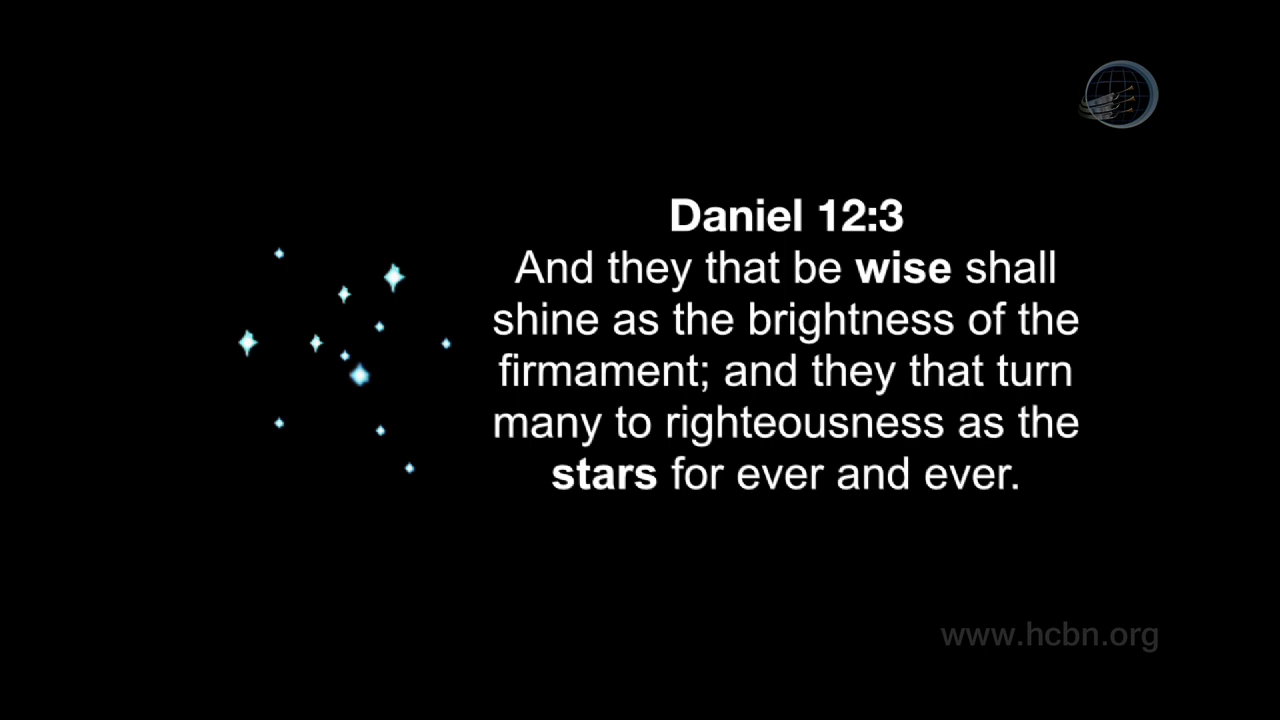 Daniel 12:3
And they that be wise shall
shine as the brightness of the
firmament; and they that turn
many to righteousness as the
stars for ever and ever.
www.hcbn.org